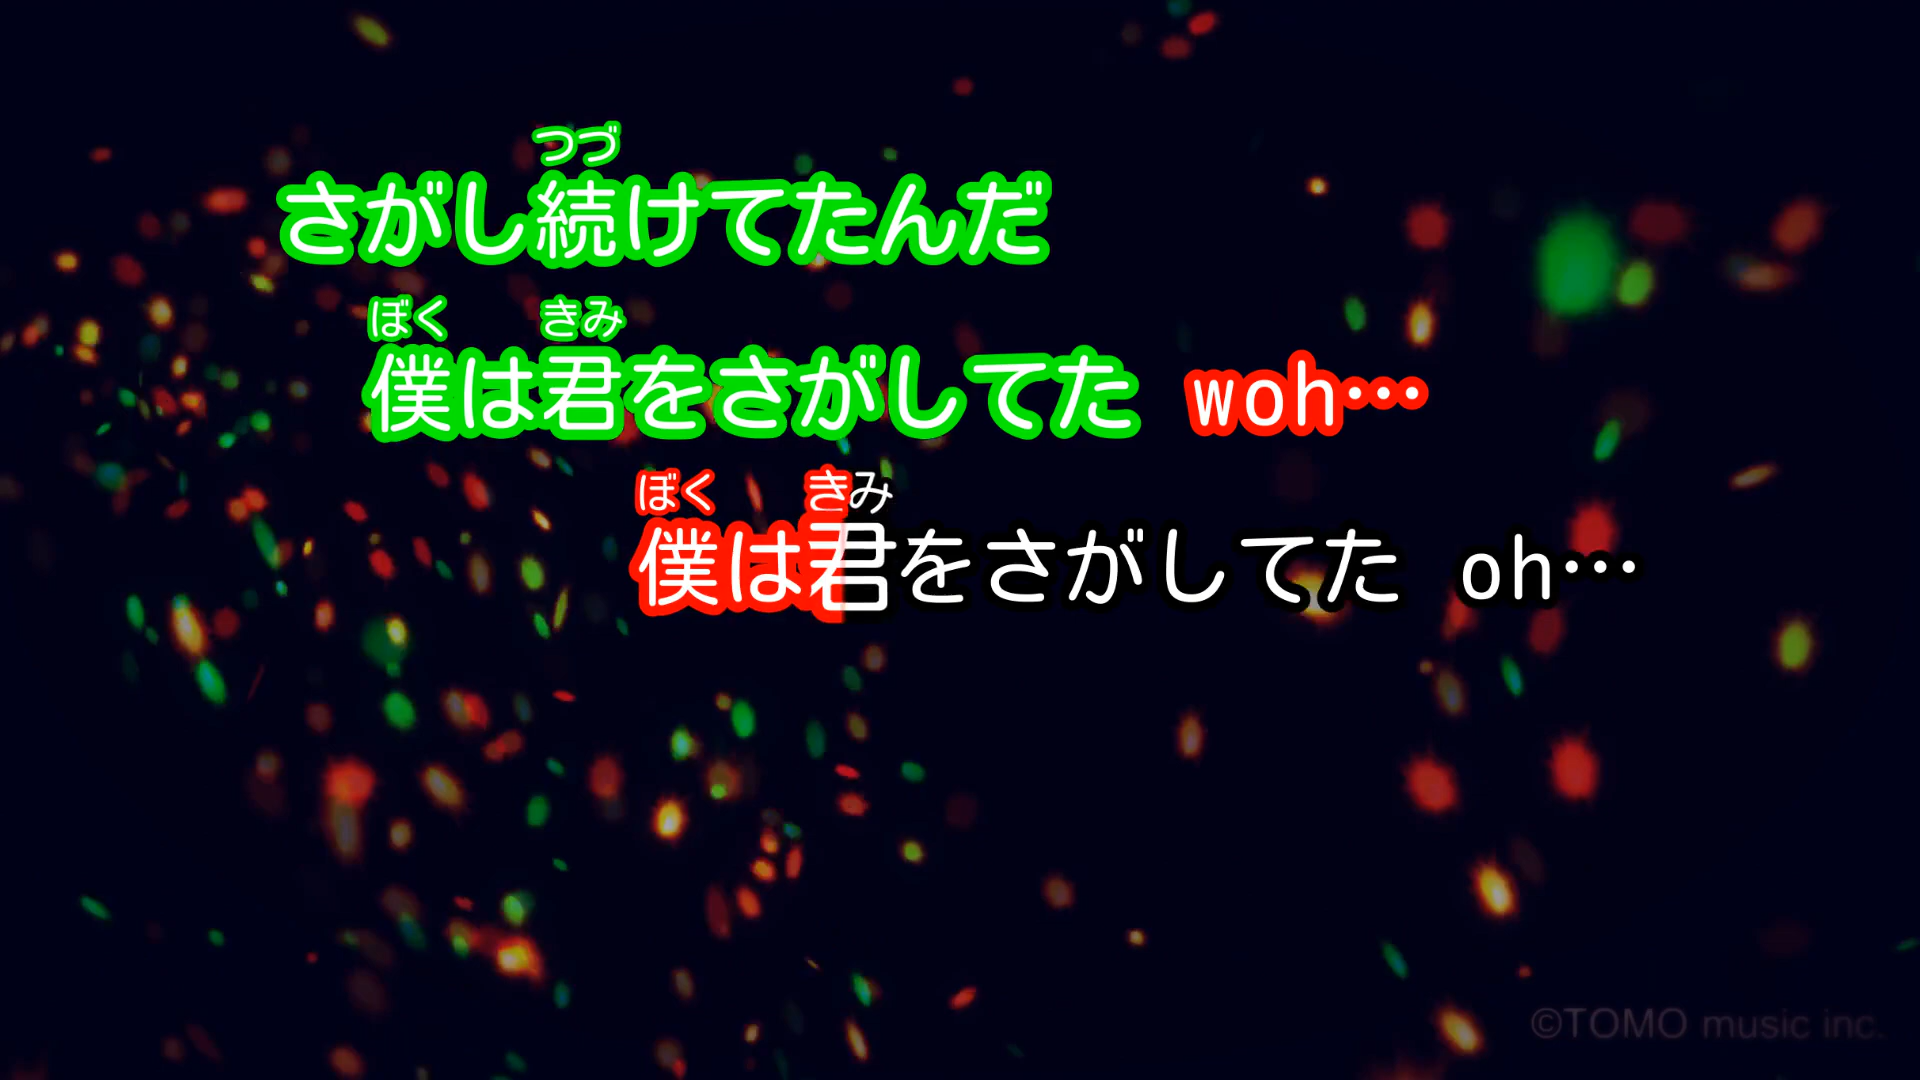 つづ
さがし続けてたんだ
ぼく きみ
僕は君をさがしてた woh…
ぼく きみ
僕は君をさがしてた oh…
©TOMO music inc.